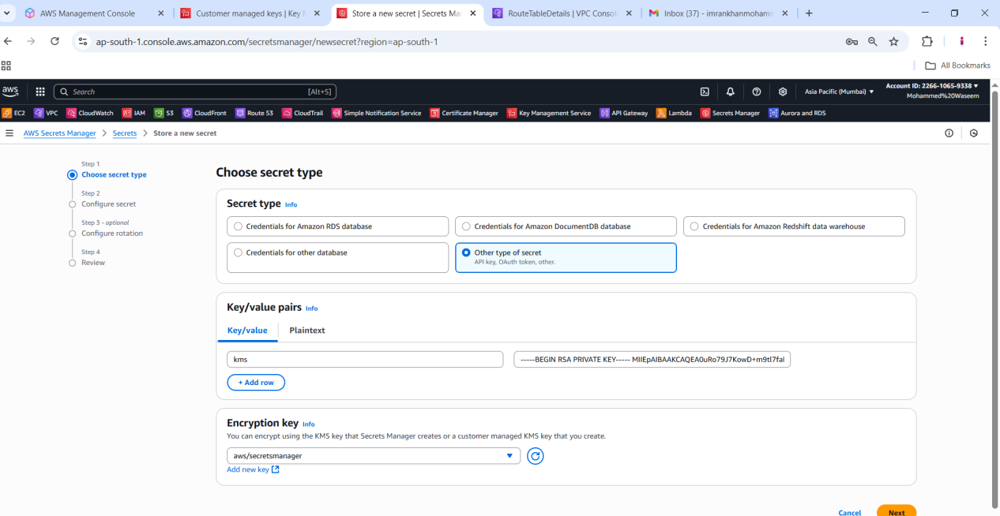 AWS Management Console
Customer managed keys | Key
Store a new secret | Secrets Ma
RouteTableDetails | VPC Consol
Inbox (37) - imrankhanmohamm
ap-south-1.console.aws.amazon.com/secretsmanager/newsecret?region=ap-south-1
All Bookmarks
aws
Search [Alt+S]
Asia Pacific (Mumbai)
Account ID: 2266-1065-9338
Mohammed%20Waseem
EC2 VPC CloudWatch IAM S3 CloudFront Route 53 CloudTrail Simple Notification Service Certificate Manager Key Management Service API Gateway Lambda Secrets Manager Aurora and RDS
AWS Secrets Manager > Secrets > Store a new secret
Step 1
Choose secret type
Step 2
Configure secret
Step 3 - optional
Configure rotation
Step 4
Review
Choose secret type
Secret type Info
Credentials for Amazon RDS database
Credentials for Amazon DocumentDB database
Credentials for Amazon Redshift data warehouse
Credentials for other database
Other type of secret
API key, OAuth token, other.
Key/value pairs Info
Key/value Plaintext
kms
-----BEGIN RSA PRIVATE KEY----- MIIEpAIBAAKCAQEA0uRo79J7KowD+m9tl7fal
+ Add row
Encryption key Info
You can encrypt using the KMS key that Secrets Manager creates or a customer managed KMS key that you create.
aws/secretsmanager
Add new key
Cancel Next